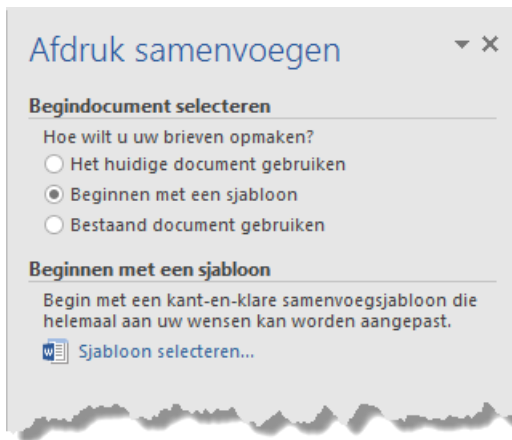 Afdruk samenvoegen
Begindocument selecteren
Hoe wilt u uw brieven opmaken?
Het huidige document gebruiken
Beginnen met een sjabloon
Bestaand document gebruiken
Beginnen met een sjabloon
Begin met een kant-en-klare samenvoegsjabloon die
helemaal aan uw wensen kan worden aangepast.
Sjabloon selecteren...